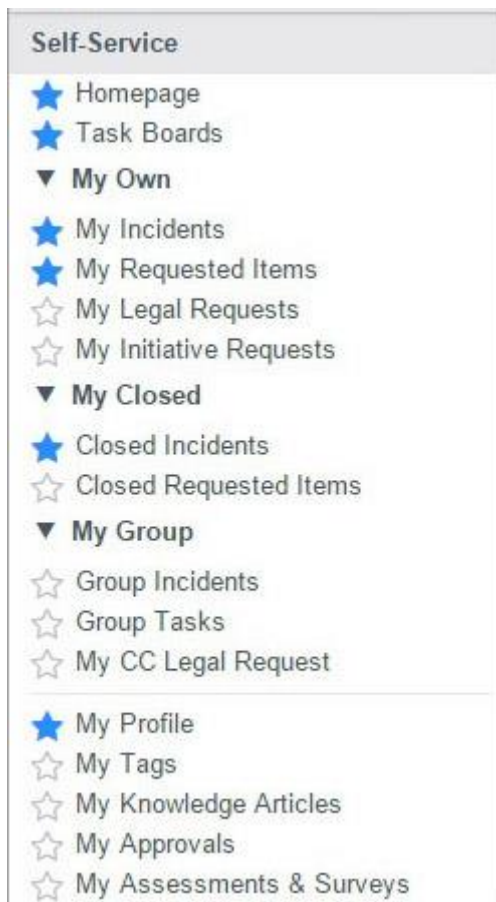 Self-Service
Homepage
Task Boards
My Own
My Incidents
My Requested Items
My Legal Requests
My Initiative Requests
My Closed
Closed Incidents
Closed Requested Items
My Group
Group Incidents
Group Tasks
My CC Legal Request
My Profile
My Tags
My Knowledge Articles
My Approvals
My Assessments & Surveys